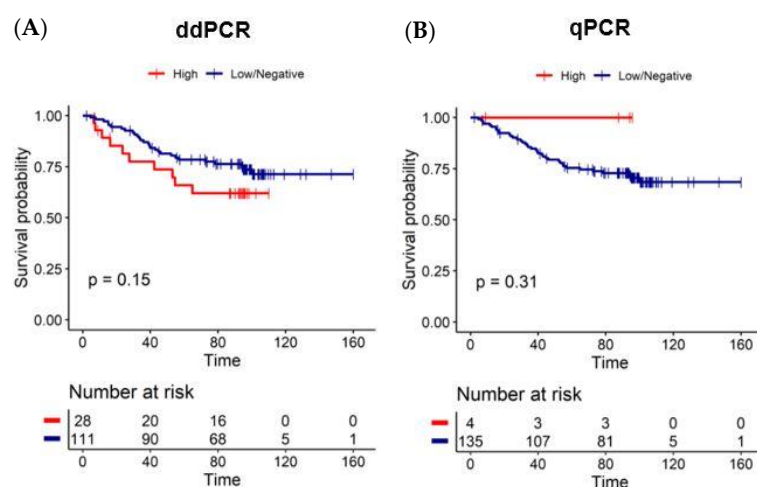 (A) ddPCR
High Low/Negative
1.00
0.75
0.50
0.25
0.00
Survival probability
p = 0.15
0 40 80 120 160
Time
Number at risk
28 20 16 0 0
111 90 68 5 1
0 40 80 120 160
Time
(B) qPCR
High Low/Negative
1.00
0.75
0.50
0.25
0.00
Survival probability
p = 0.31
0 40 80 120 160
Time
Number at risk
4 3 3 0 0
135 107 81 5 1
0 40 80 120 160
Time